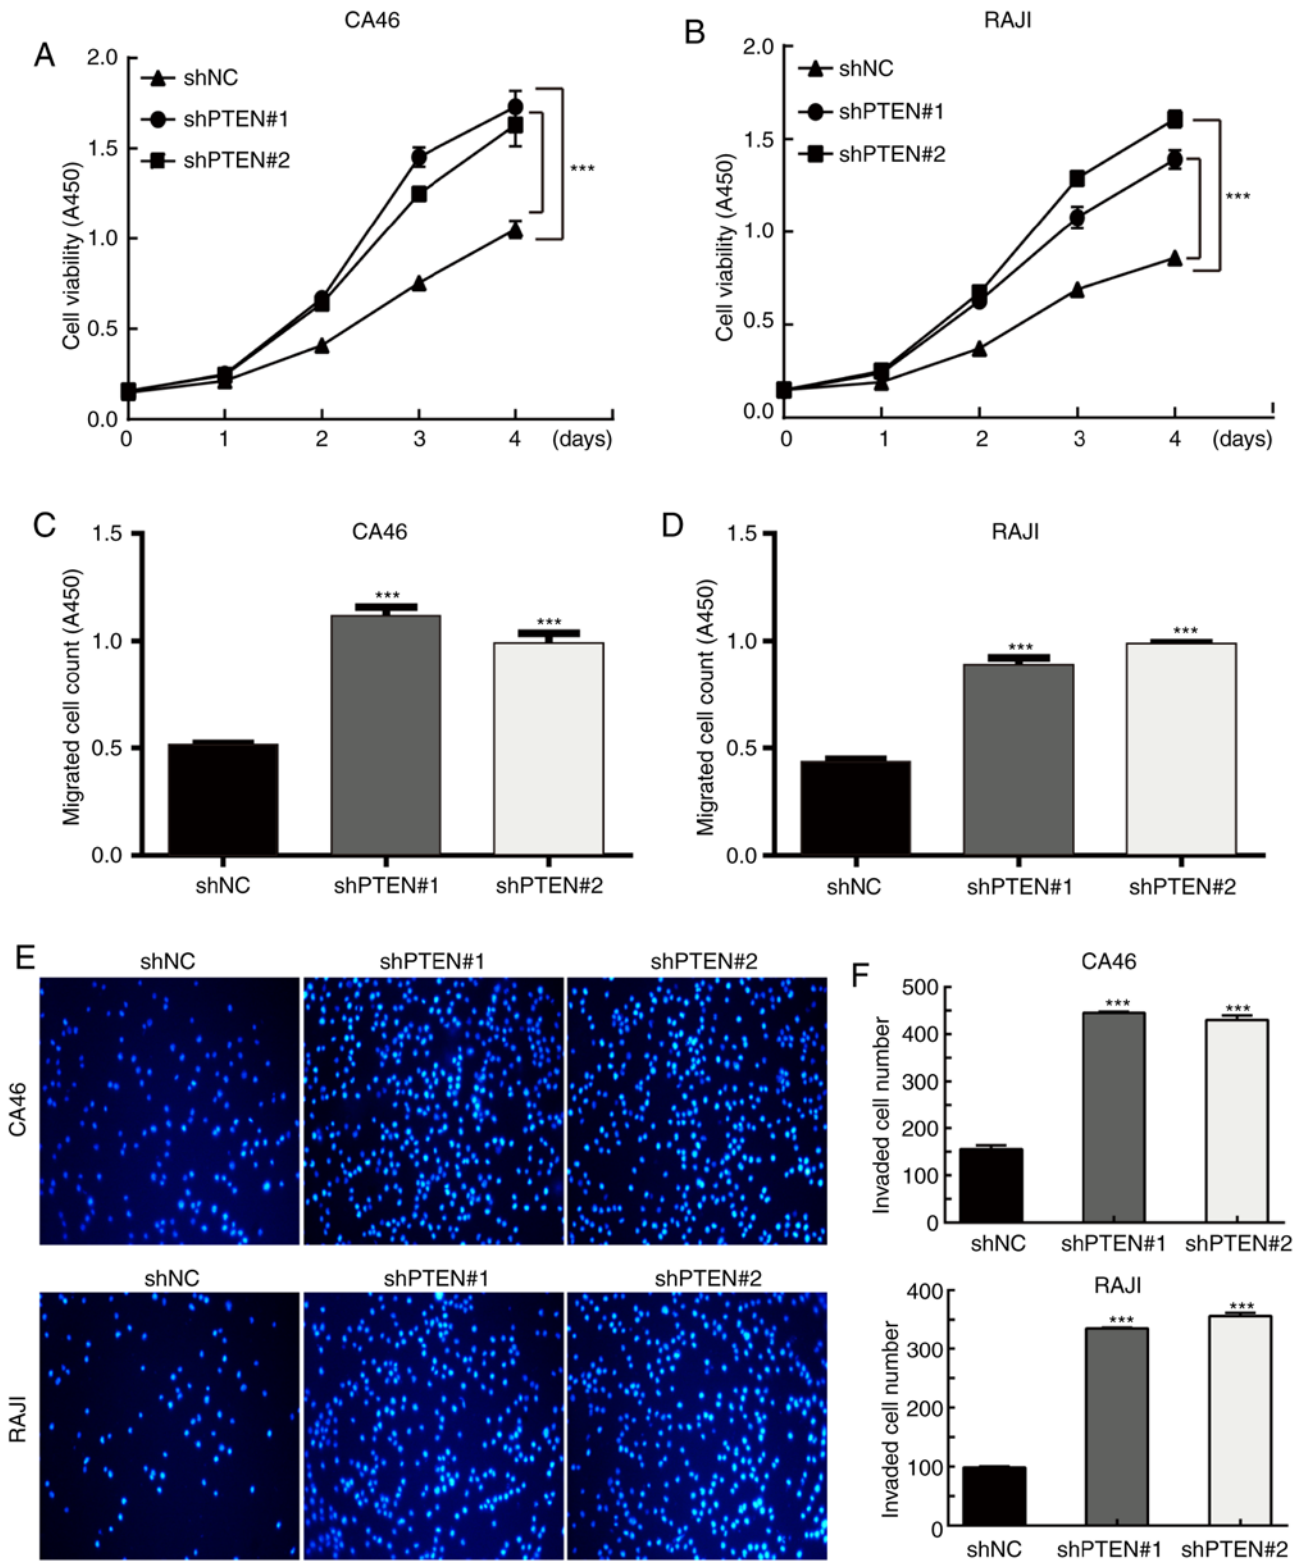 CA46
A
2.0
1.5
1.0
0.5
0.0
Cell viability (A450)
shNC
shPTEN#1
shPTEN#2
***
0 1 2 3 4 (days)
RAJI
B
2.0
1.5
1.0
0.5
0.0
Cell viability (A450)
shNC
shPTEN#1
shPTEN#2
***
0 1 2 3 4 (days)
C
CA46
1.5
1.0
0.5
0.0
Migrated cell count (A450)
***
***
shNC shPTEN#1 shPTEN#2
D
RAJI
1.5
1.0
0.5
0.0
Migrated cell count (A450)
***
***
shNC shPTEN#1 shPTEN#2
E
shNC shPTEN#1 shPTEN#2
CA46
shNC shPTEN#1 shPTEN#2
RAJI
F
CA46
500
400
300
200
100
0
Invaded cell number
***
***
shNC shPTEN#1 shPTEN#2
RAJI
400
300
200
100
0
Invaded cell number
***
***
shNC shPTEN#1 shPTEN#2